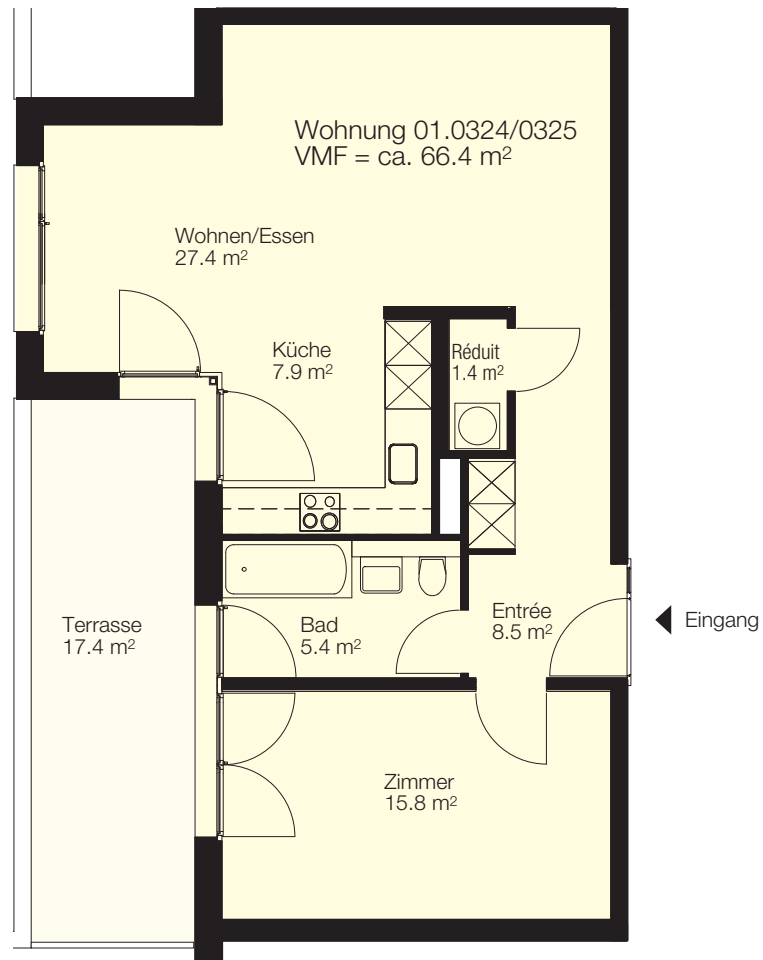 Wohnung 01.0324/0325
VMF = ca. 66.4 m²
Wohnen/Essen
27.4 m²
Küche
7.9 m²
Réduit
1.4 m²
Terrasse
17.4 m²
Bad
5.4 m²
Entrée
8.5 m²
Eingang
Zimmer
15.8 m²